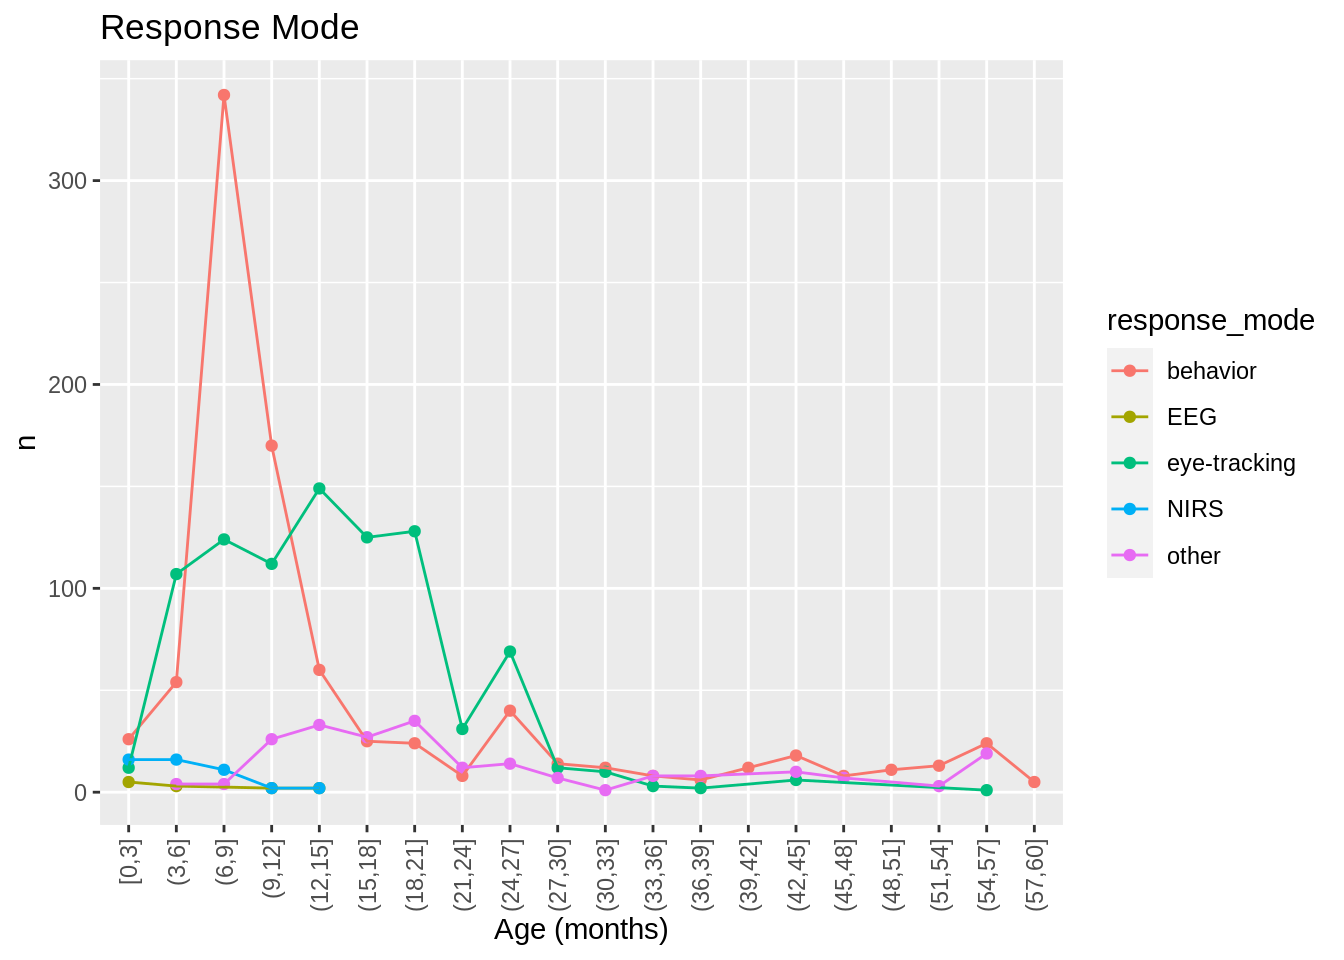 Response Mode
300
200
100
0
n
[0,3]
(3,6]
(6,9]
(9,12]
(12,15]
(15,18]
(18,21]
(21,24]
(24,27]
(27,30]
(30,33]
(33,36]
(36,39]
(39,42]
(42,45]
(45,48]
(48,51]
(51,54]
(54,57]
(57,60]
Age (months)
response_mode
behavior
EEG
eye-tracking
NIRS
other